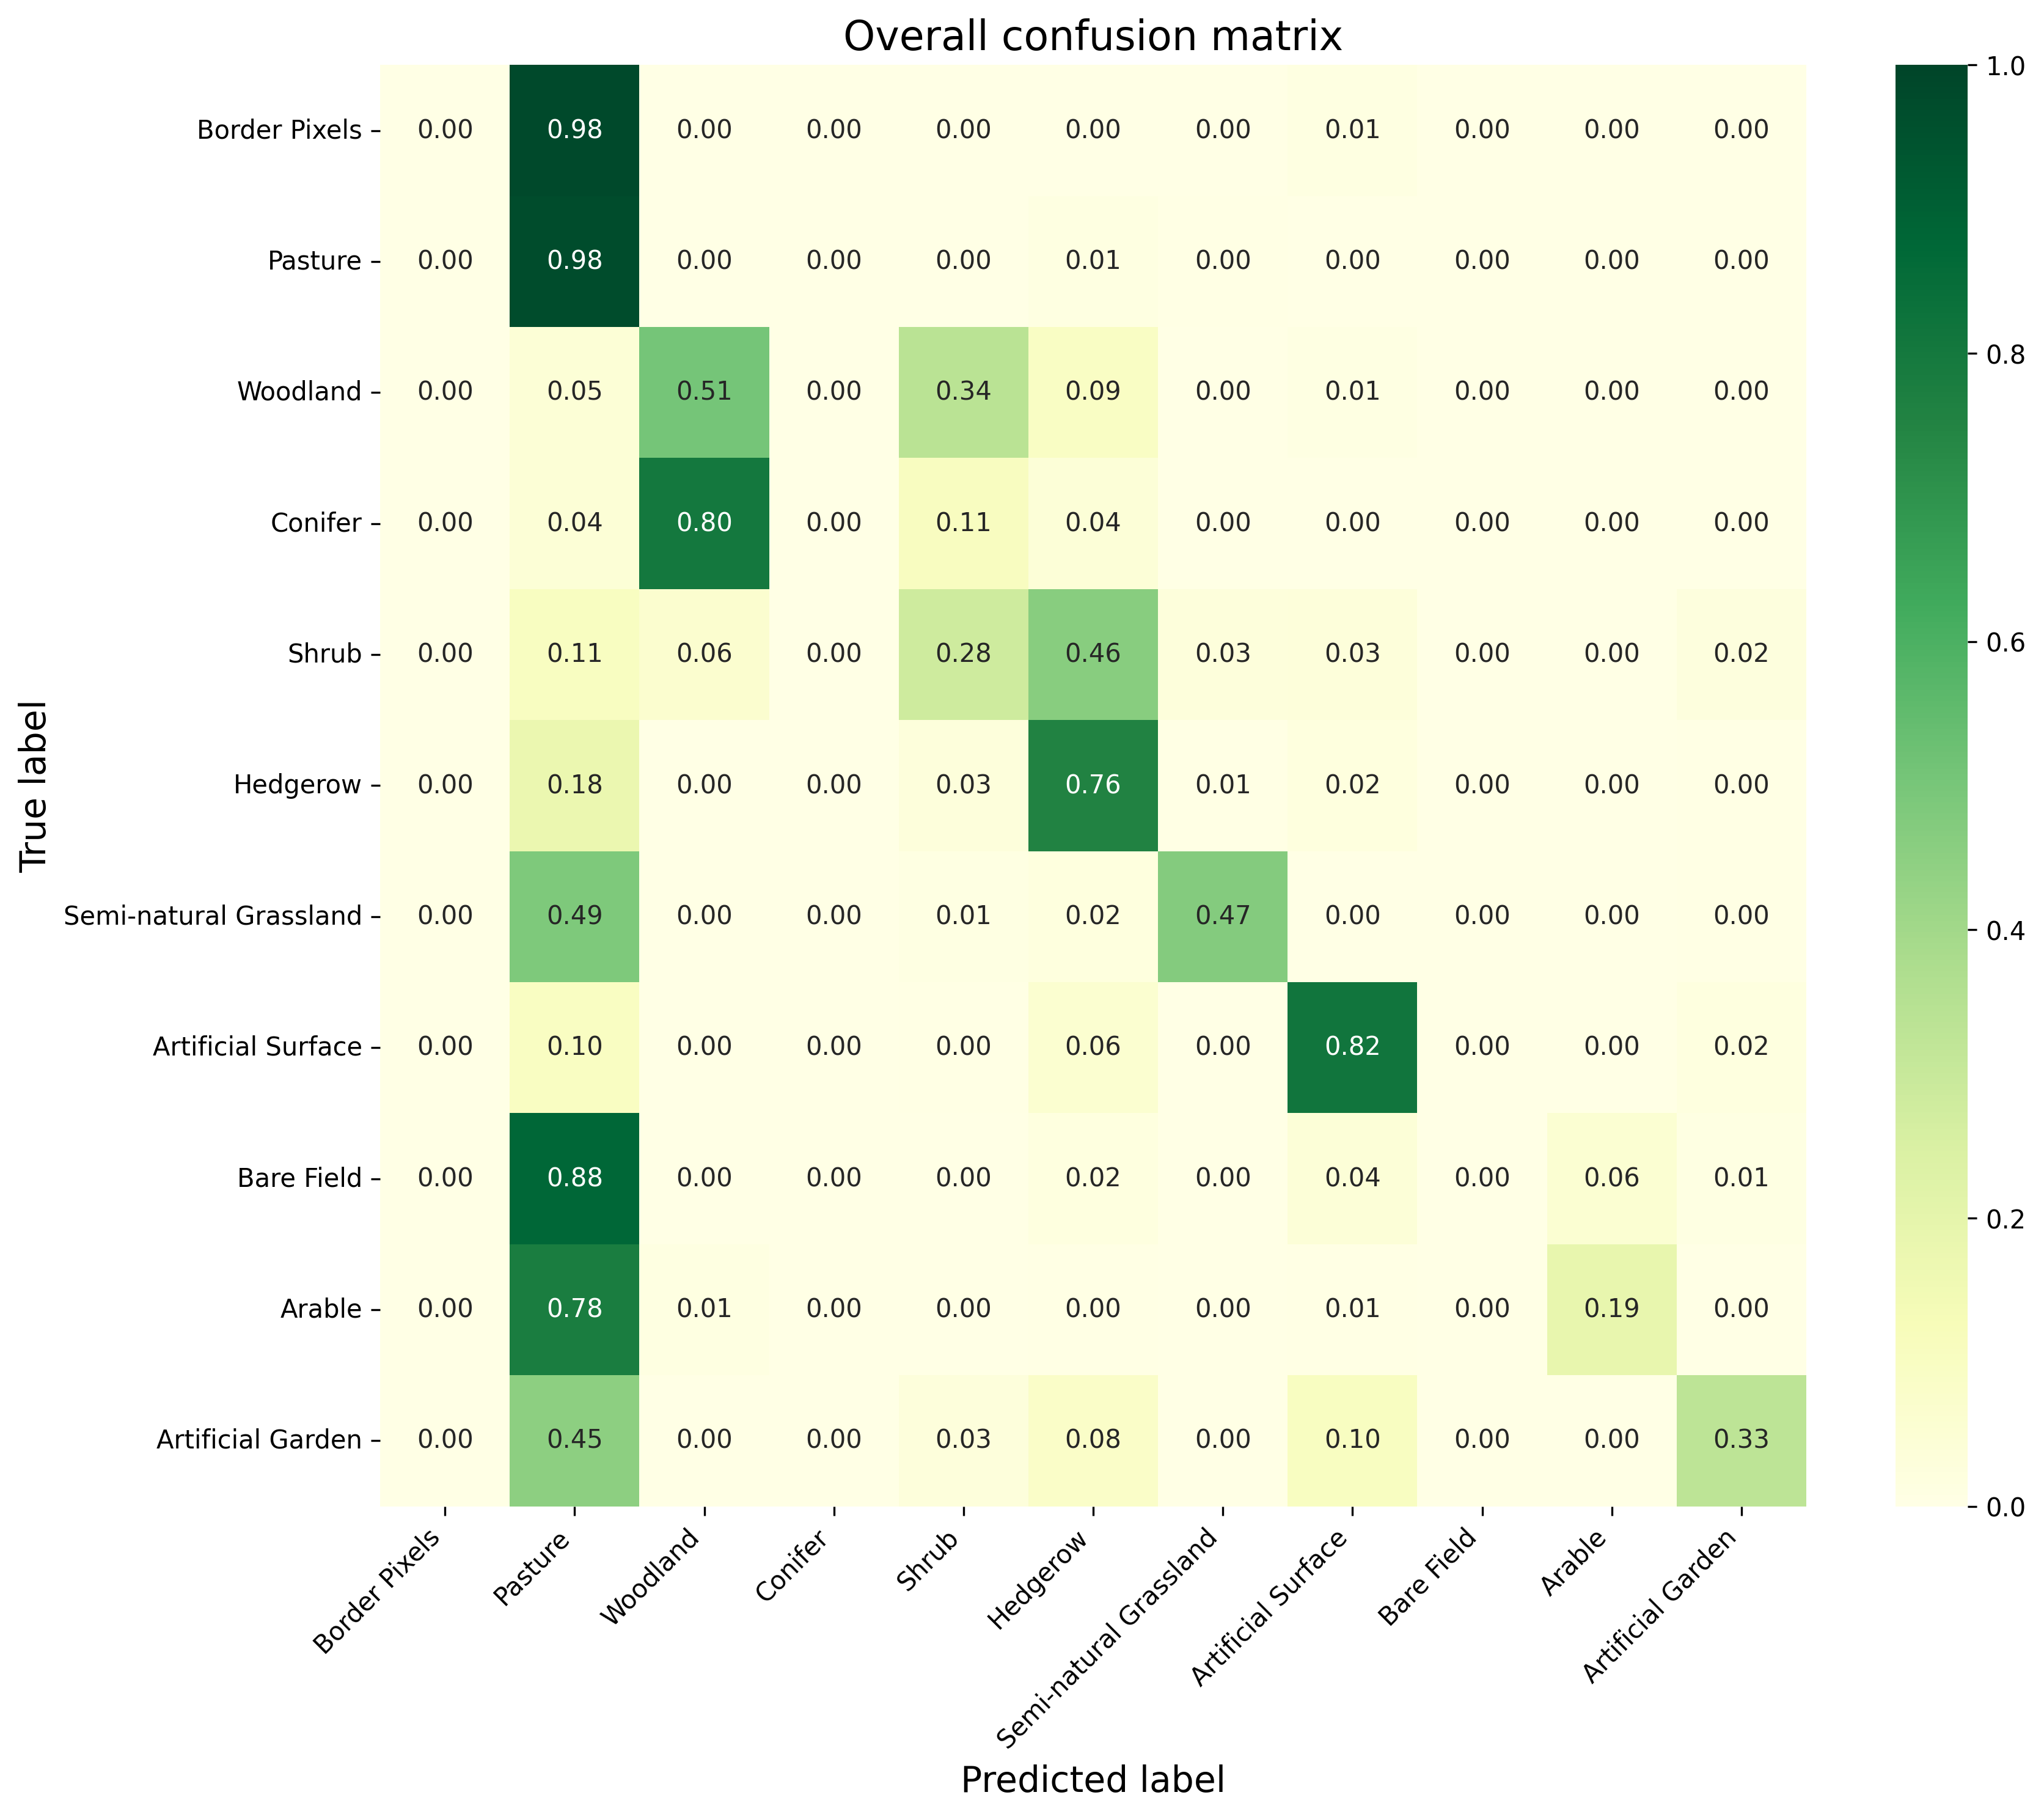 Overall confusion matrix
1.0
Border Pixels 0.00 0.98 0.00 0.00 0.00 0.00 0.00 0.01 0.00 0.00 0.00
Pasture 0.00 0.98 0.00 0.00 0.00 0.01 0.00 0.00 0.00 0.00 0.00
0.8
Woodland 0.00 0.05 0.51 0.00 0.34 0.09 0.00 0.01 0.00 0.00 0.00
Conifer 0.00 0.04 0.80 0.00 0.11 0.04 0.00 0.00 0.00 0.00 0.00
0.6
Shrub 0.00 0.11 0.06 0.00 0.28 0.46 0.03 0.03 0.00 0.00 0.02
True label
Hedgerow 0.00 0.18 0.00 0.00 0.03 0.76 0.01 0.02 0.00 0.00 0.00
Semi-natural Grassland 0.00 0.49 0.00 0.00 0.01 0.02 0.47 0.00 0.00 0.00 0.00
0.4
Artificial Surface 0.00 0.10 0.00 0.00 0.00 0.06 0.00 0.82 0.00 0.00 0.02
Bare Field 0.00 0.88 0.00 0.00 0.00 0.02 0.00 0.04 0.00 0.06 0.01
0.2
Arable 0.00 0.78 0.01 0.00 0.00 0.00 0.00 0.01 0.00 0.19 0.00
Artificial Garden 0.00 0.45 0.00 0.00 0.03 0.08 0.00 0.10 0.00 0.00 0.33
0.0
Border Pixels
Pasture
Woodland
Conifer
Shrub
Hedgerow
Semi-natural Grassland
Artificial Surface
Bare Field
Arable
Artificial Garden
Predicted label